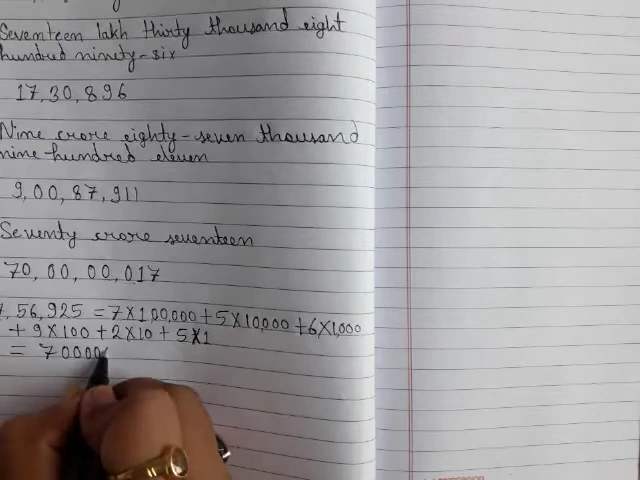 Seventeen lakh thirty thousand eight
hundred ninety-six
17,30,896
Nine crore eighty-seven thousand
nine hundred eleven
9,00,87,911
Seventy crore seventeen
70,00,00,017
7,56,925 = 7×100,000 + 5×10,000 + 6×1,000
+ 9×100 + 2×10 + 5×1
= 70000